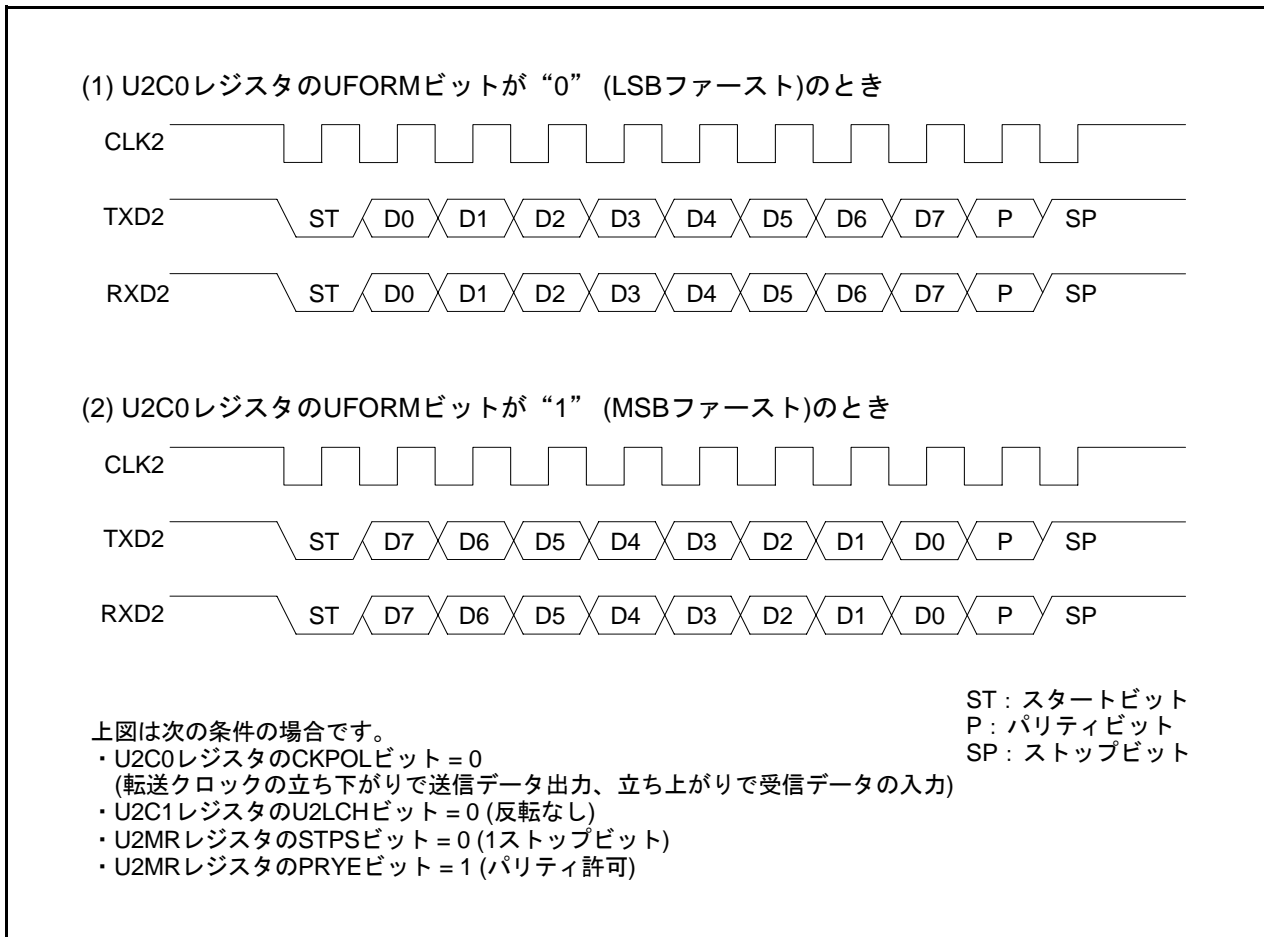 (1) U2C0レジスタのUFORMビットが“0” (LSBファースト)のとき
CLK2
TXD2 ST D0 D1 D2 D3 D4 D5 D6 D7 P SP
RXD2 ST D0 D1 D2 D3 D4 D5 D6 D7 P SP
(2) U2C0レジスタのUFORMビットが“1” (MSBファースト)のとき
CLK2
TXD2 ST D7 D6 D5 D4 D3 D2 D1 D0 P SP
RXD2 ST D7 D6 D5 D4 D3 D2 D1 D0 P SP
ST : スタートビット
P : パリティビット
SP : ストップビット
上図は次の条件の場合です。
・U2C0レジスタのCKPOLビット = 0
(転送クロックの立ち下がりで送信データ出力、立ち上がりで受信データの入力)
・U2C1レジスタのU2LCHビット = 0 (反転なし)
・U2MRレジスタのSTPSビット = 0 (1ストップビット)
・U2MRレジスタのPRYEビット = 1 (パリティ許可)